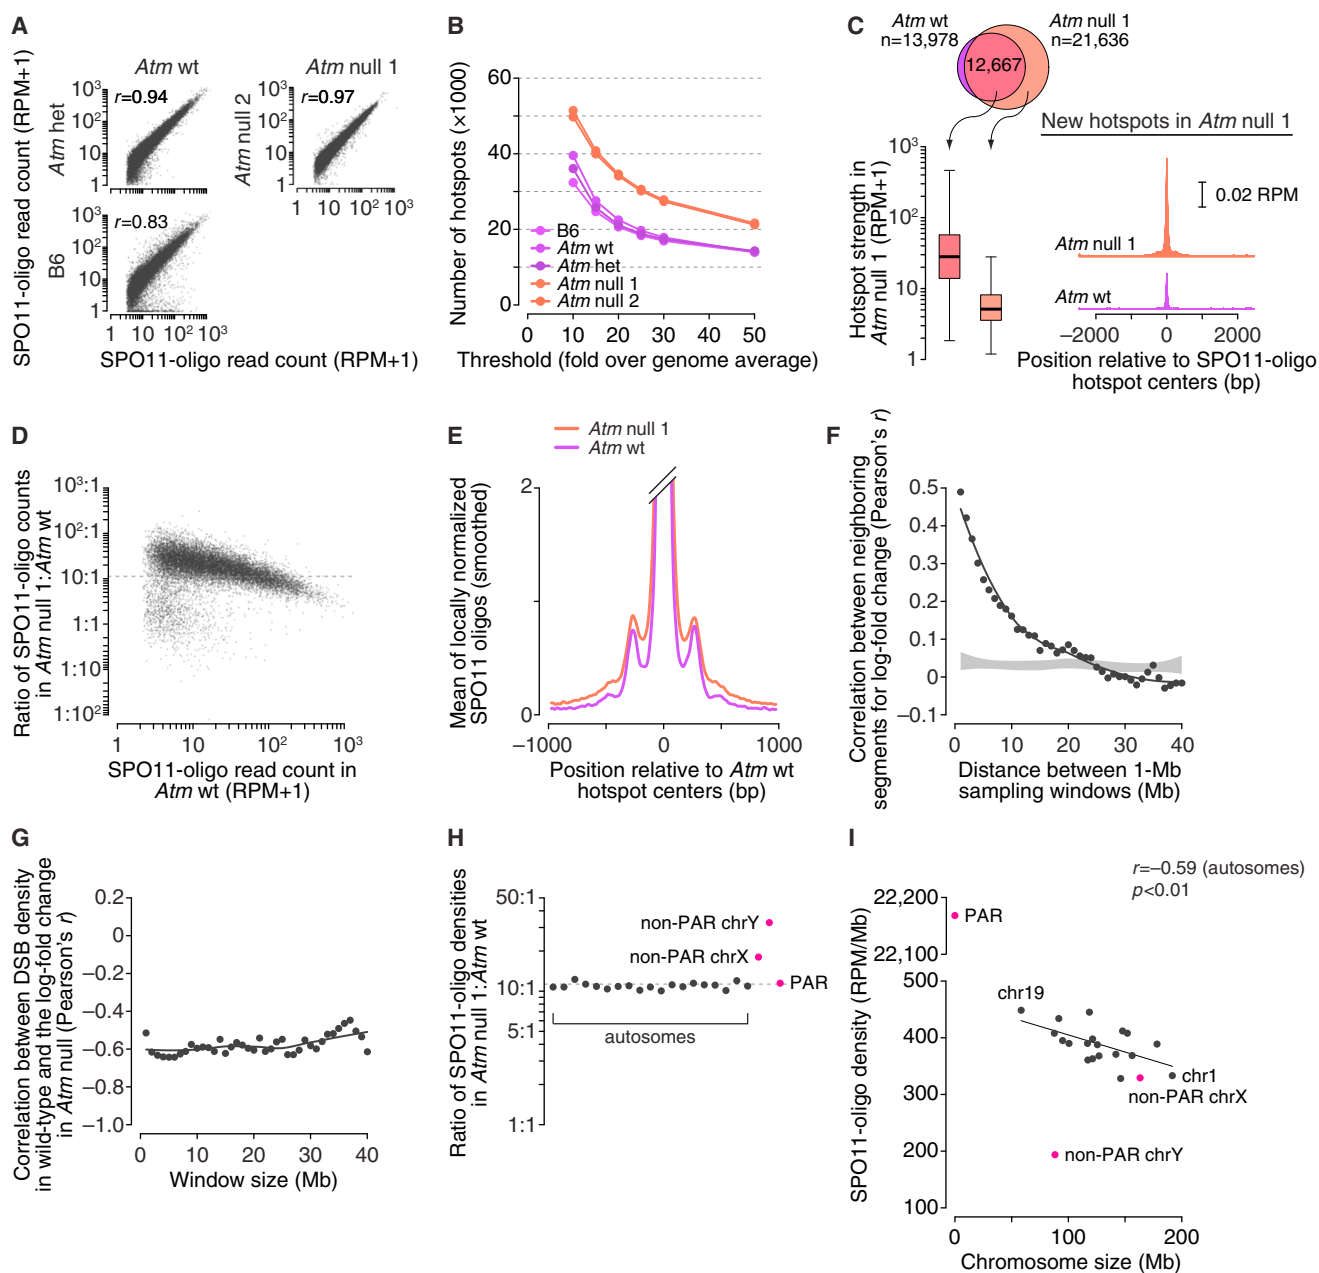 A
Atm wt
Atm null 1
SPO11-oligo read count (RPM+1)
Atm het
10³
10²
10
1
r=0.94
Atm null 2
10³
10²
10
1
r=0.97
1 10 10² 10³
B6
10³
10²
10
1
r=0.83
1 10 10² 10³
SPO11-oligo read count (RPM+1)
B
Number of hotspots (×1000)
60
40
20
0
B6
Atm wt
Atm het
Atm null 1
Atm null 2
0 10 20 30 40 50
Threshold (fold over genome average)
C
Atm wt
n=13,978
Atm null 1
n=21,636
12,667
Hotspot strength in
Atm null 1 (RPM+1)
10³
10²
10
1
New hotspots in Atm null 1
0.02 RPM
Atm null 1
Atm wt
−2000 0 2000
Position relative to SPO11-oligo
hotspot centers (bp)
D
Ratio of SPO11-oligo counts
in Atm null 1:Atm wt
10³:1
10²:1
10:1
1:1
1:10
1:10²
1 10 10² 10³
SPO11-oligo read count in
Atm wt (RPM+1)
E
Atm null 1
Atm wt
Mean of locally normalized
SPO11 oligos (smoothed)
2
0
−1000 0 1000
Position relative to Atm wt
hotspot centers (bp)
F
Correlation between neighboring
segments for log-fold change (Pearson's r)
0.5
0.4
0.3
0.2
0.1
0
−0.1
0 10 20 30 40
Distance between 1-Mb
sampling windows (Mb)
G
Correlation between DSB density
in wild-type and the log-fold change
in Atm null (Pearson's r)
0.2
0
−0.2
−0.4
−0.6
−0.8
−1.0
0 10 20 30 40
Window size (Mb)
H
Ratio of SPO11-oligo densities
in Atm null 1:Atm wt
50:1
10:1
5:1
1:1
non-PAR chrY
non-PAR chrX
PAR
autosomes
I
r=−0.59 (autosomes)
p<0.01
SPO11-oligo density (RPM/Mb)
22,200
22,100
500
400
300
200
100
PAR
chr19
chr1
non-PAR chrX
non-PAR chrY
0 100 200
Chromosome size (Mb)